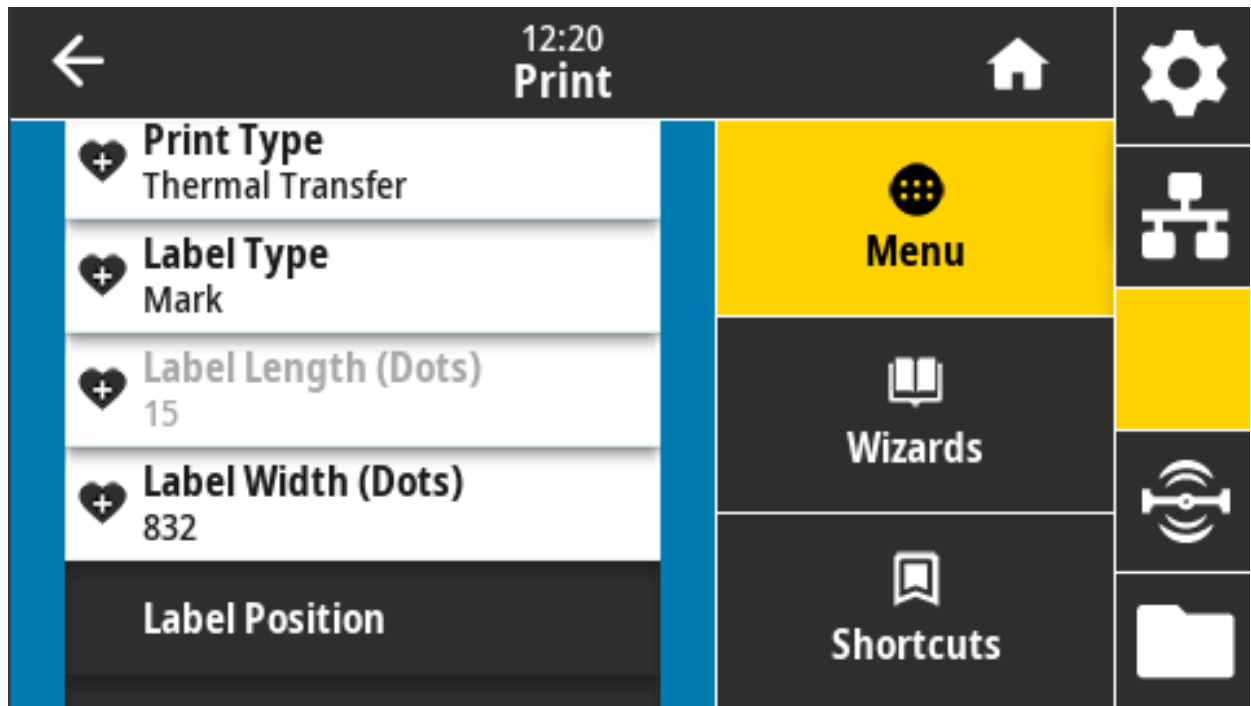 12:20
Print
Print Type
Thermal Transfer
Label Type
Mark
Label Length (Dots)
15
Label Width (Dots)
832
Label Position
Menu
Wizards
Shortcuts